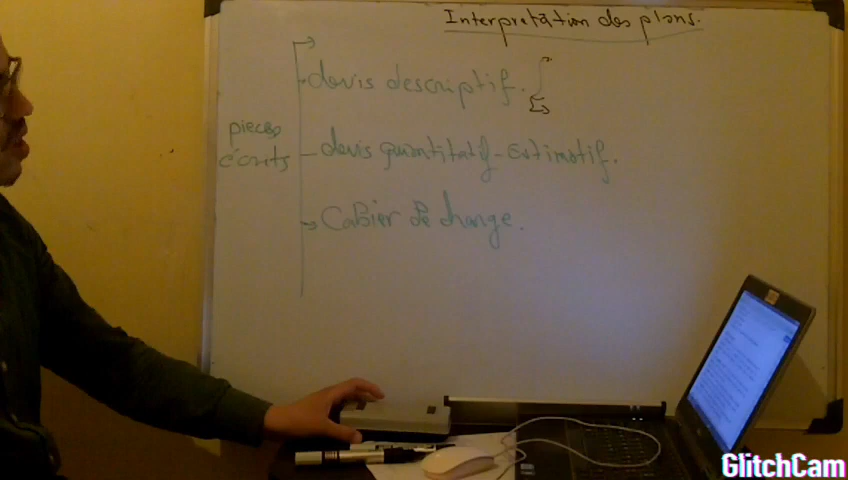 Interprétation des plans.
devis descriptif.
pieces
écrits
devis quantitatif-Estimatif.
Cahier de charge.
GlitchCam